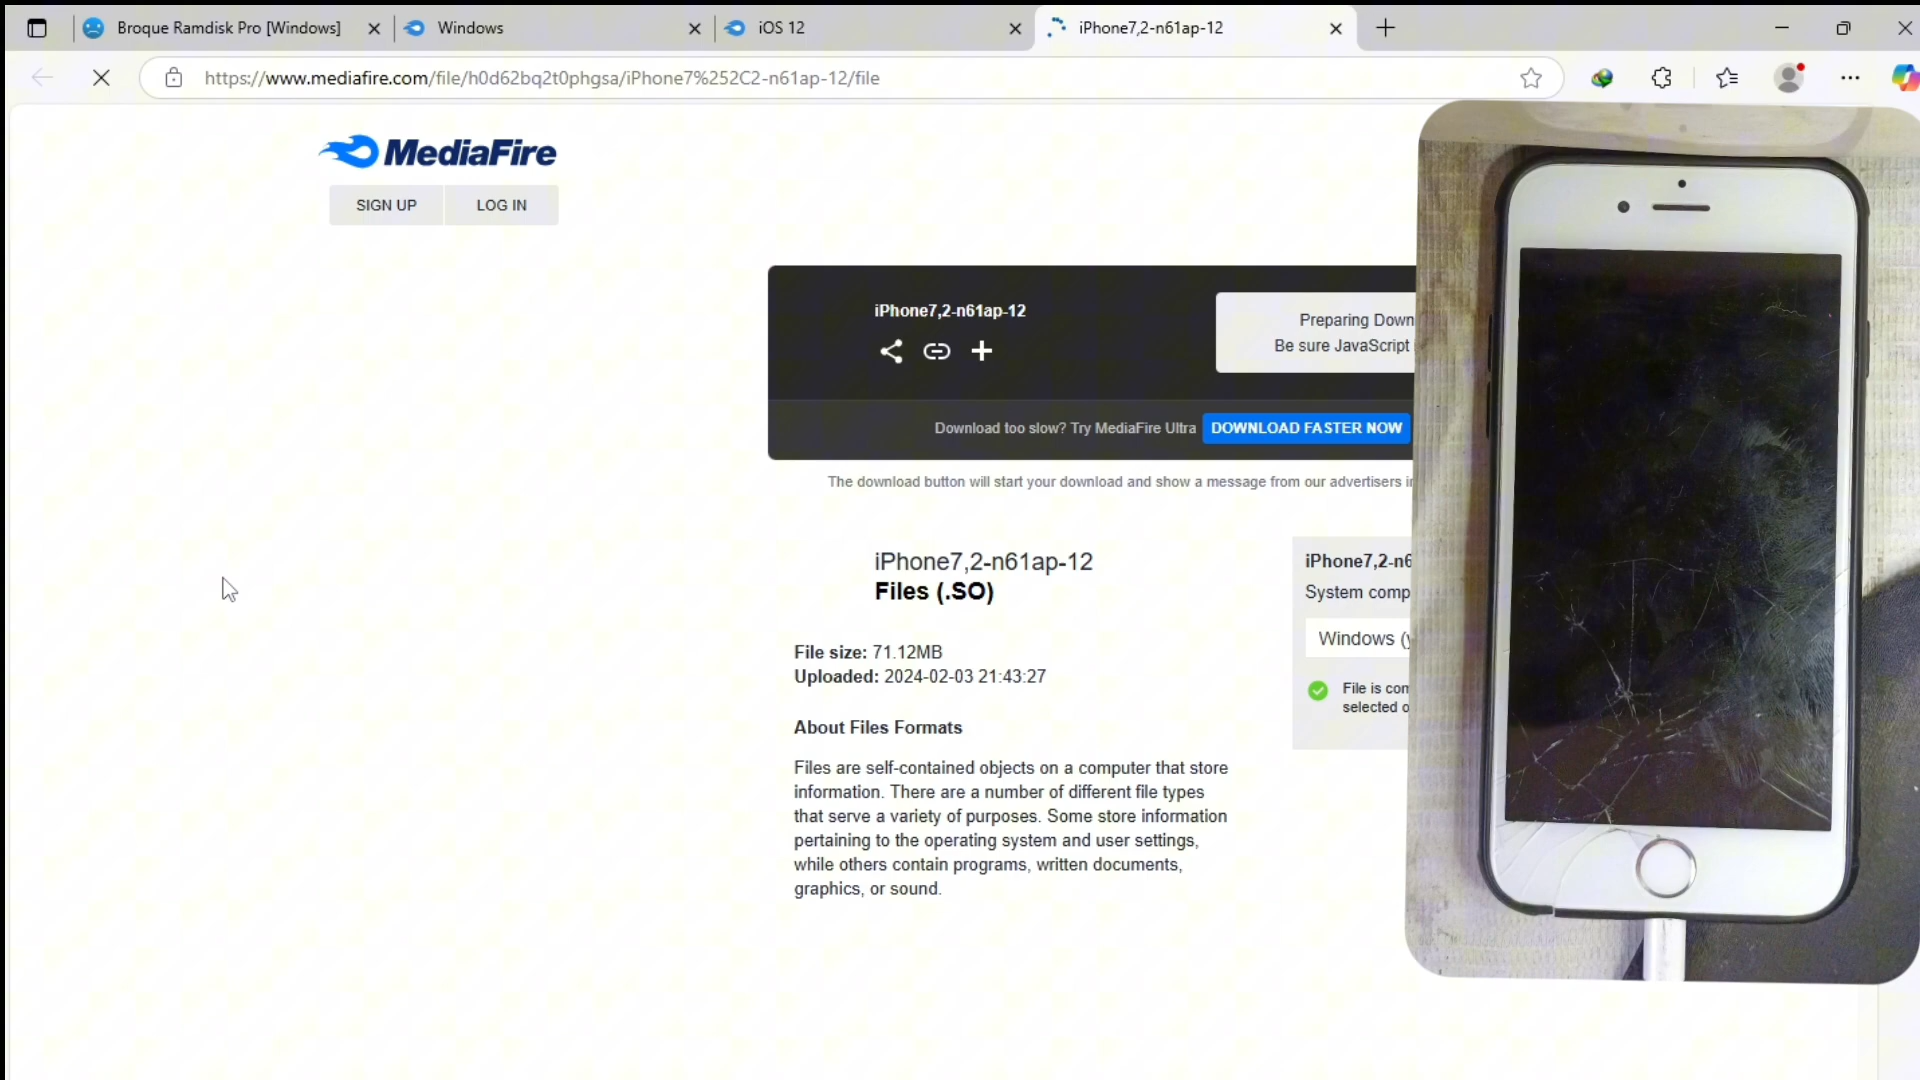 Broque Ramdisk Pro [Windows]
Windows
iOS 12
iPhone7,2-n61ap-12
https://www.mediafire.com/file/h0d62bq2t0phgsa/iPhone7%252C2-n61ap-12/file
MediaFire
SIGN UP
LOG IN
iPhone7,2-n61ap-12
Preparing Down
Be sure JavaScript
Download too slow? Try MediaFire Ultra
DOWNLOAD FASTER NOW
The download button will start your download and show a message from our advertisers in
iPhone7,2-n61ap-12
Files (.SO)
File size: 71.12MB
Uploaded: 2024-02-03 21:43:27
About Files Formats
Files are self-contained objects on a computer that store
information. There are a number of different file types
that serve a variety of purposes. Some store information
pertaining to the operating system and user settings,
while others contain programs, written documents,
graphics, or sound.
iPhone7,2-n6
System comp
Windows (y
File is com
selected o